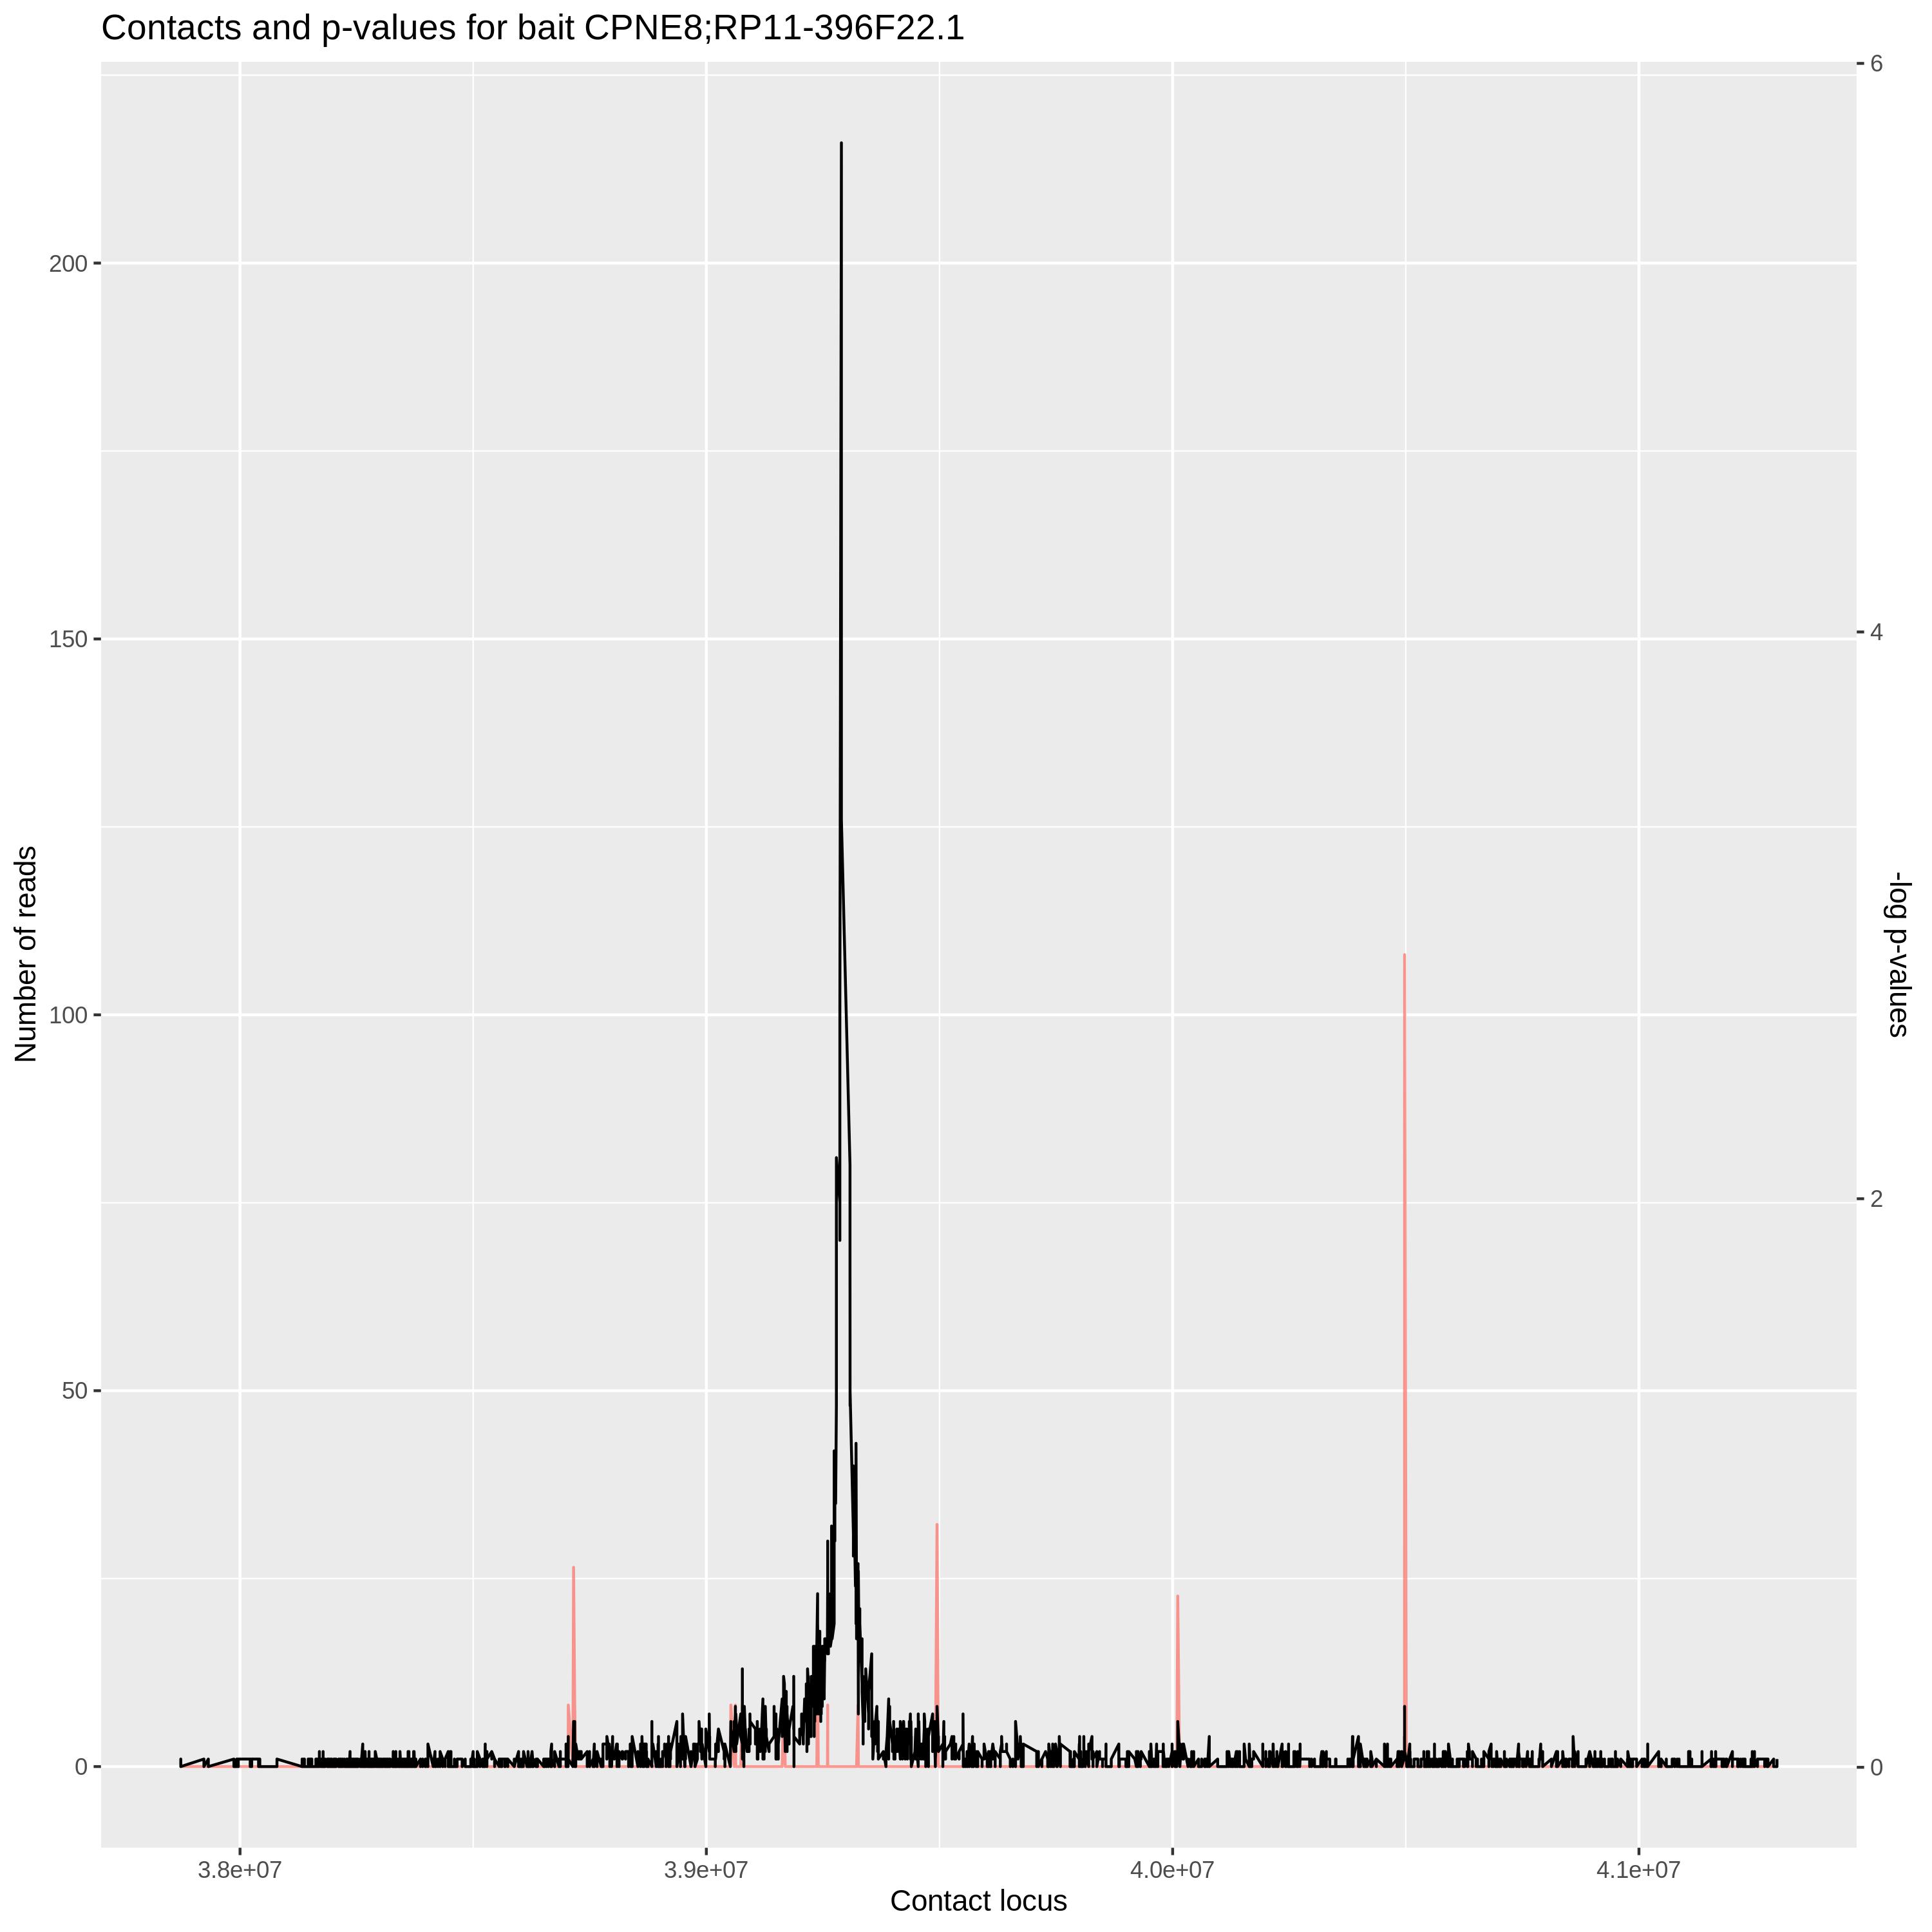 Contacts and p-values for bait CPNE8;RP11-396F22.1
Number of reads
200
150
100
50
0
6
4
2
0
-log p-values
3.8e+07
3.9e+07
4.0e+07
4.1e+07
Contact locus